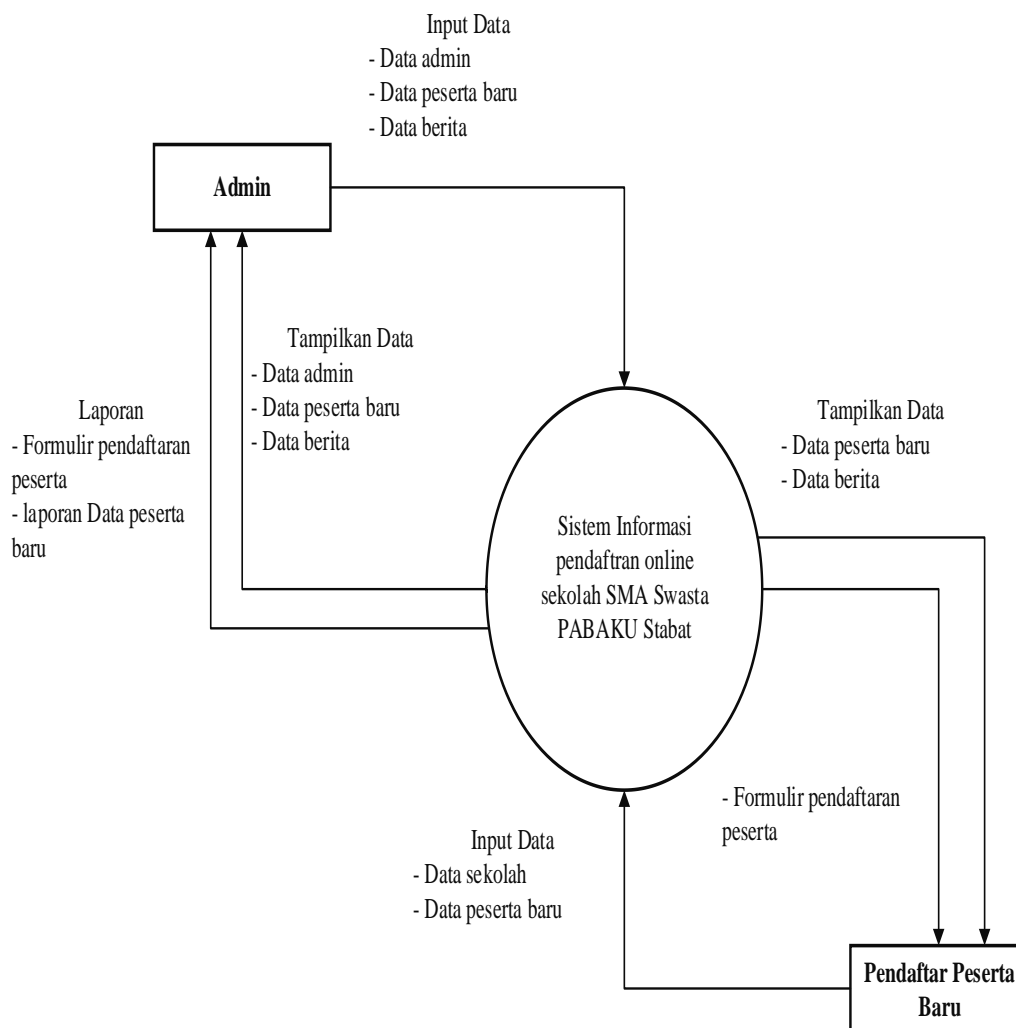 Input Data
- Data admin
- Data peserta baru
- Data berita
Admin
Tampilkan Data
- Data admin
- Data peserta baru
- Data berita
Laporan
- Formulir pendaftaran
peserta
- laporan Data peserta
baru
Tampilkan Data
- Data peserta baru
- Data berita
Sistem Informasi
pendaftran online
sekolah SMA Swasta
PABAKU Stabat
- Formulir pendaftaran
peserta
Input Data
- Data sekolah
- Data peserta baru
Pendaftar Peserta
Baru